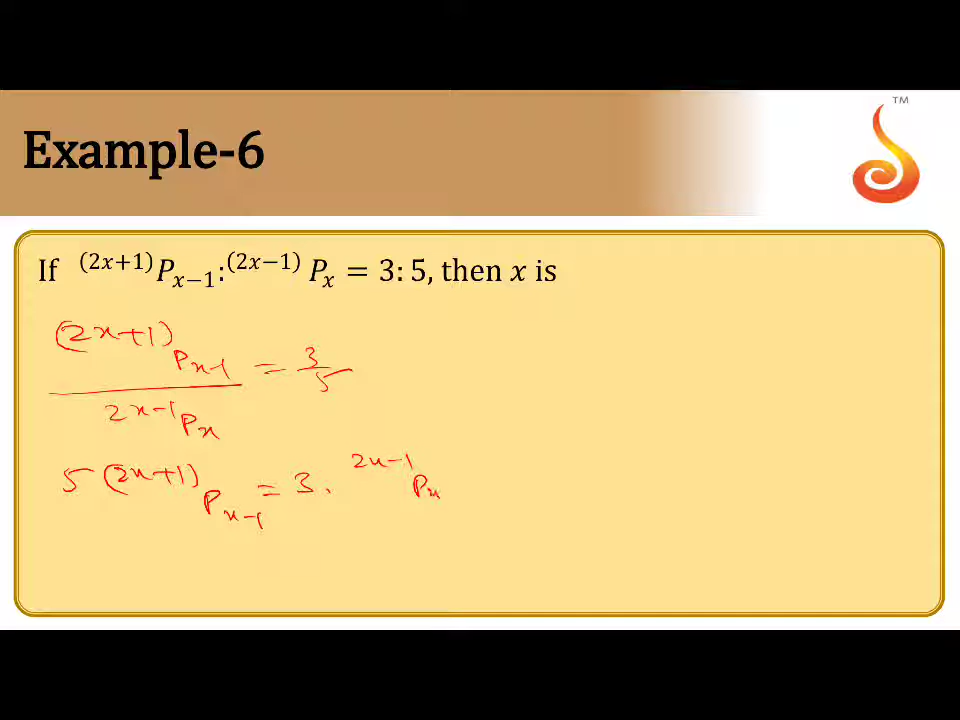 TM
Example-6
If ⁽²ˣ⁺¹⁾Pₓ₋₁:⁽²ˣ⁻¹⁾ Pₓ = 3: 5, then x is
(2x+1)Pₓ₋₁ / 2x-1Pₓ = 3/5
5 (2x+1)Pₓ₋₁ = 3. ²ˣ⁻¹Pₓ